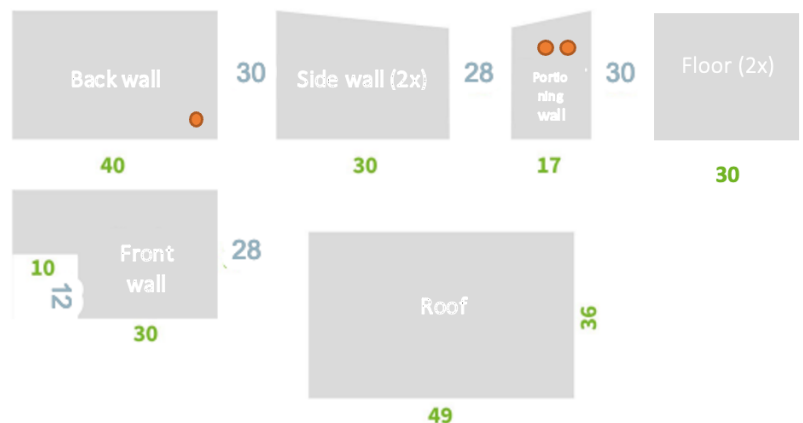 Back wall
30
Side wall (2x)
28
Portio
ning
wall
30
Floor (2x)
40
30
17
30
Front
wall
10
12
28
30
Roof
36
49